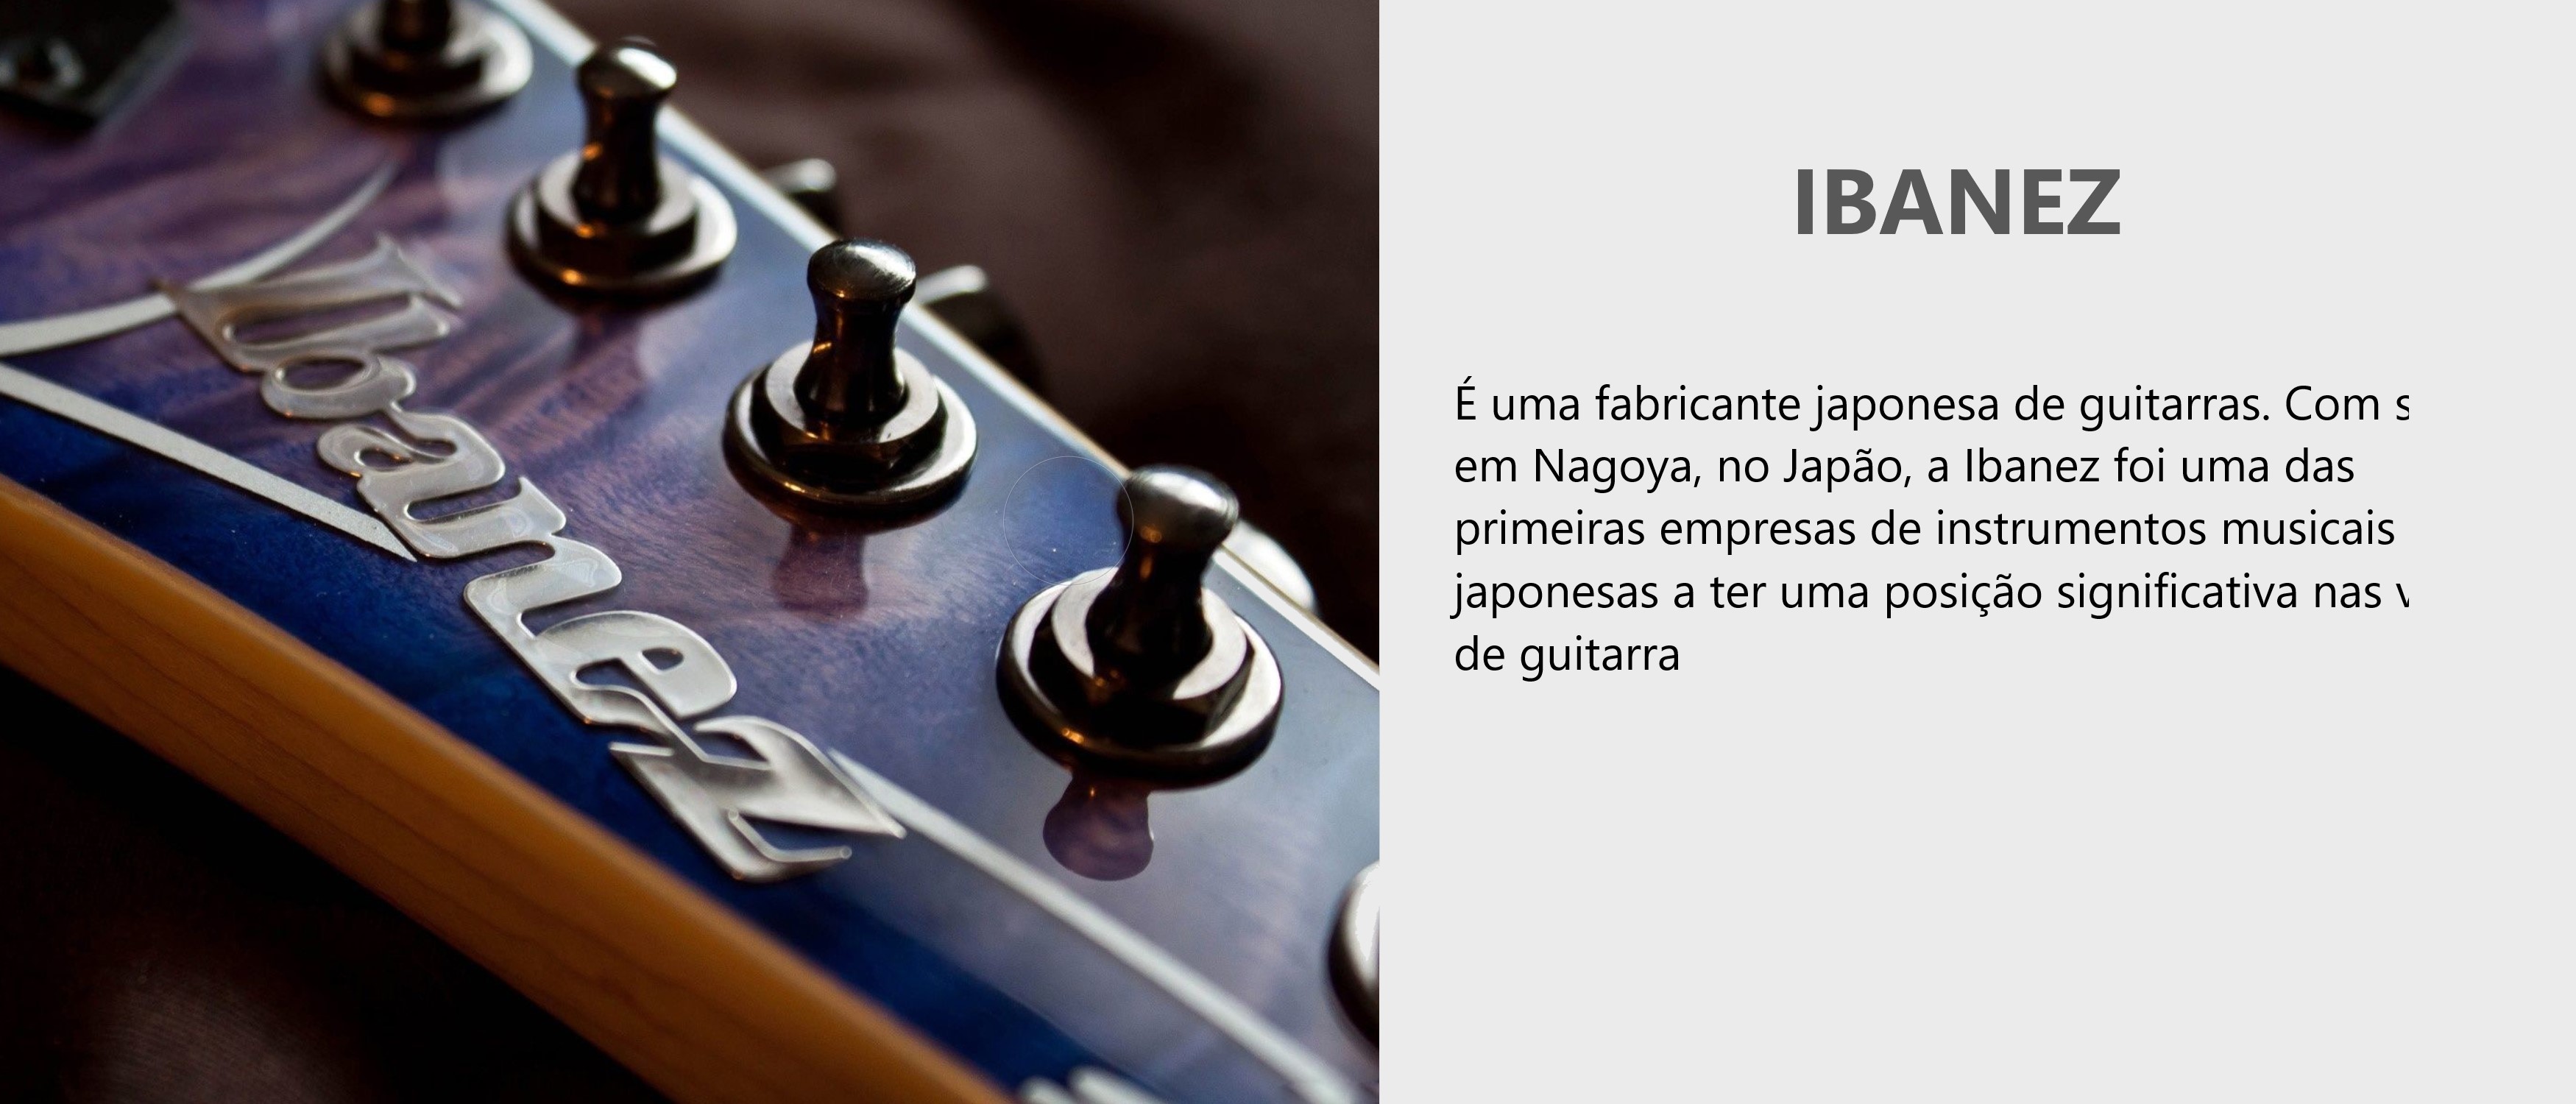 Ibanez
IBANEZ
É uma fabricante japonesa de guitarras. Com
em Nagoya, no Japão, a Ibanez foi uma das
primeiras empresas de instrumentos musicais
japonesas a ter uma posição significativa nas
de guitarra